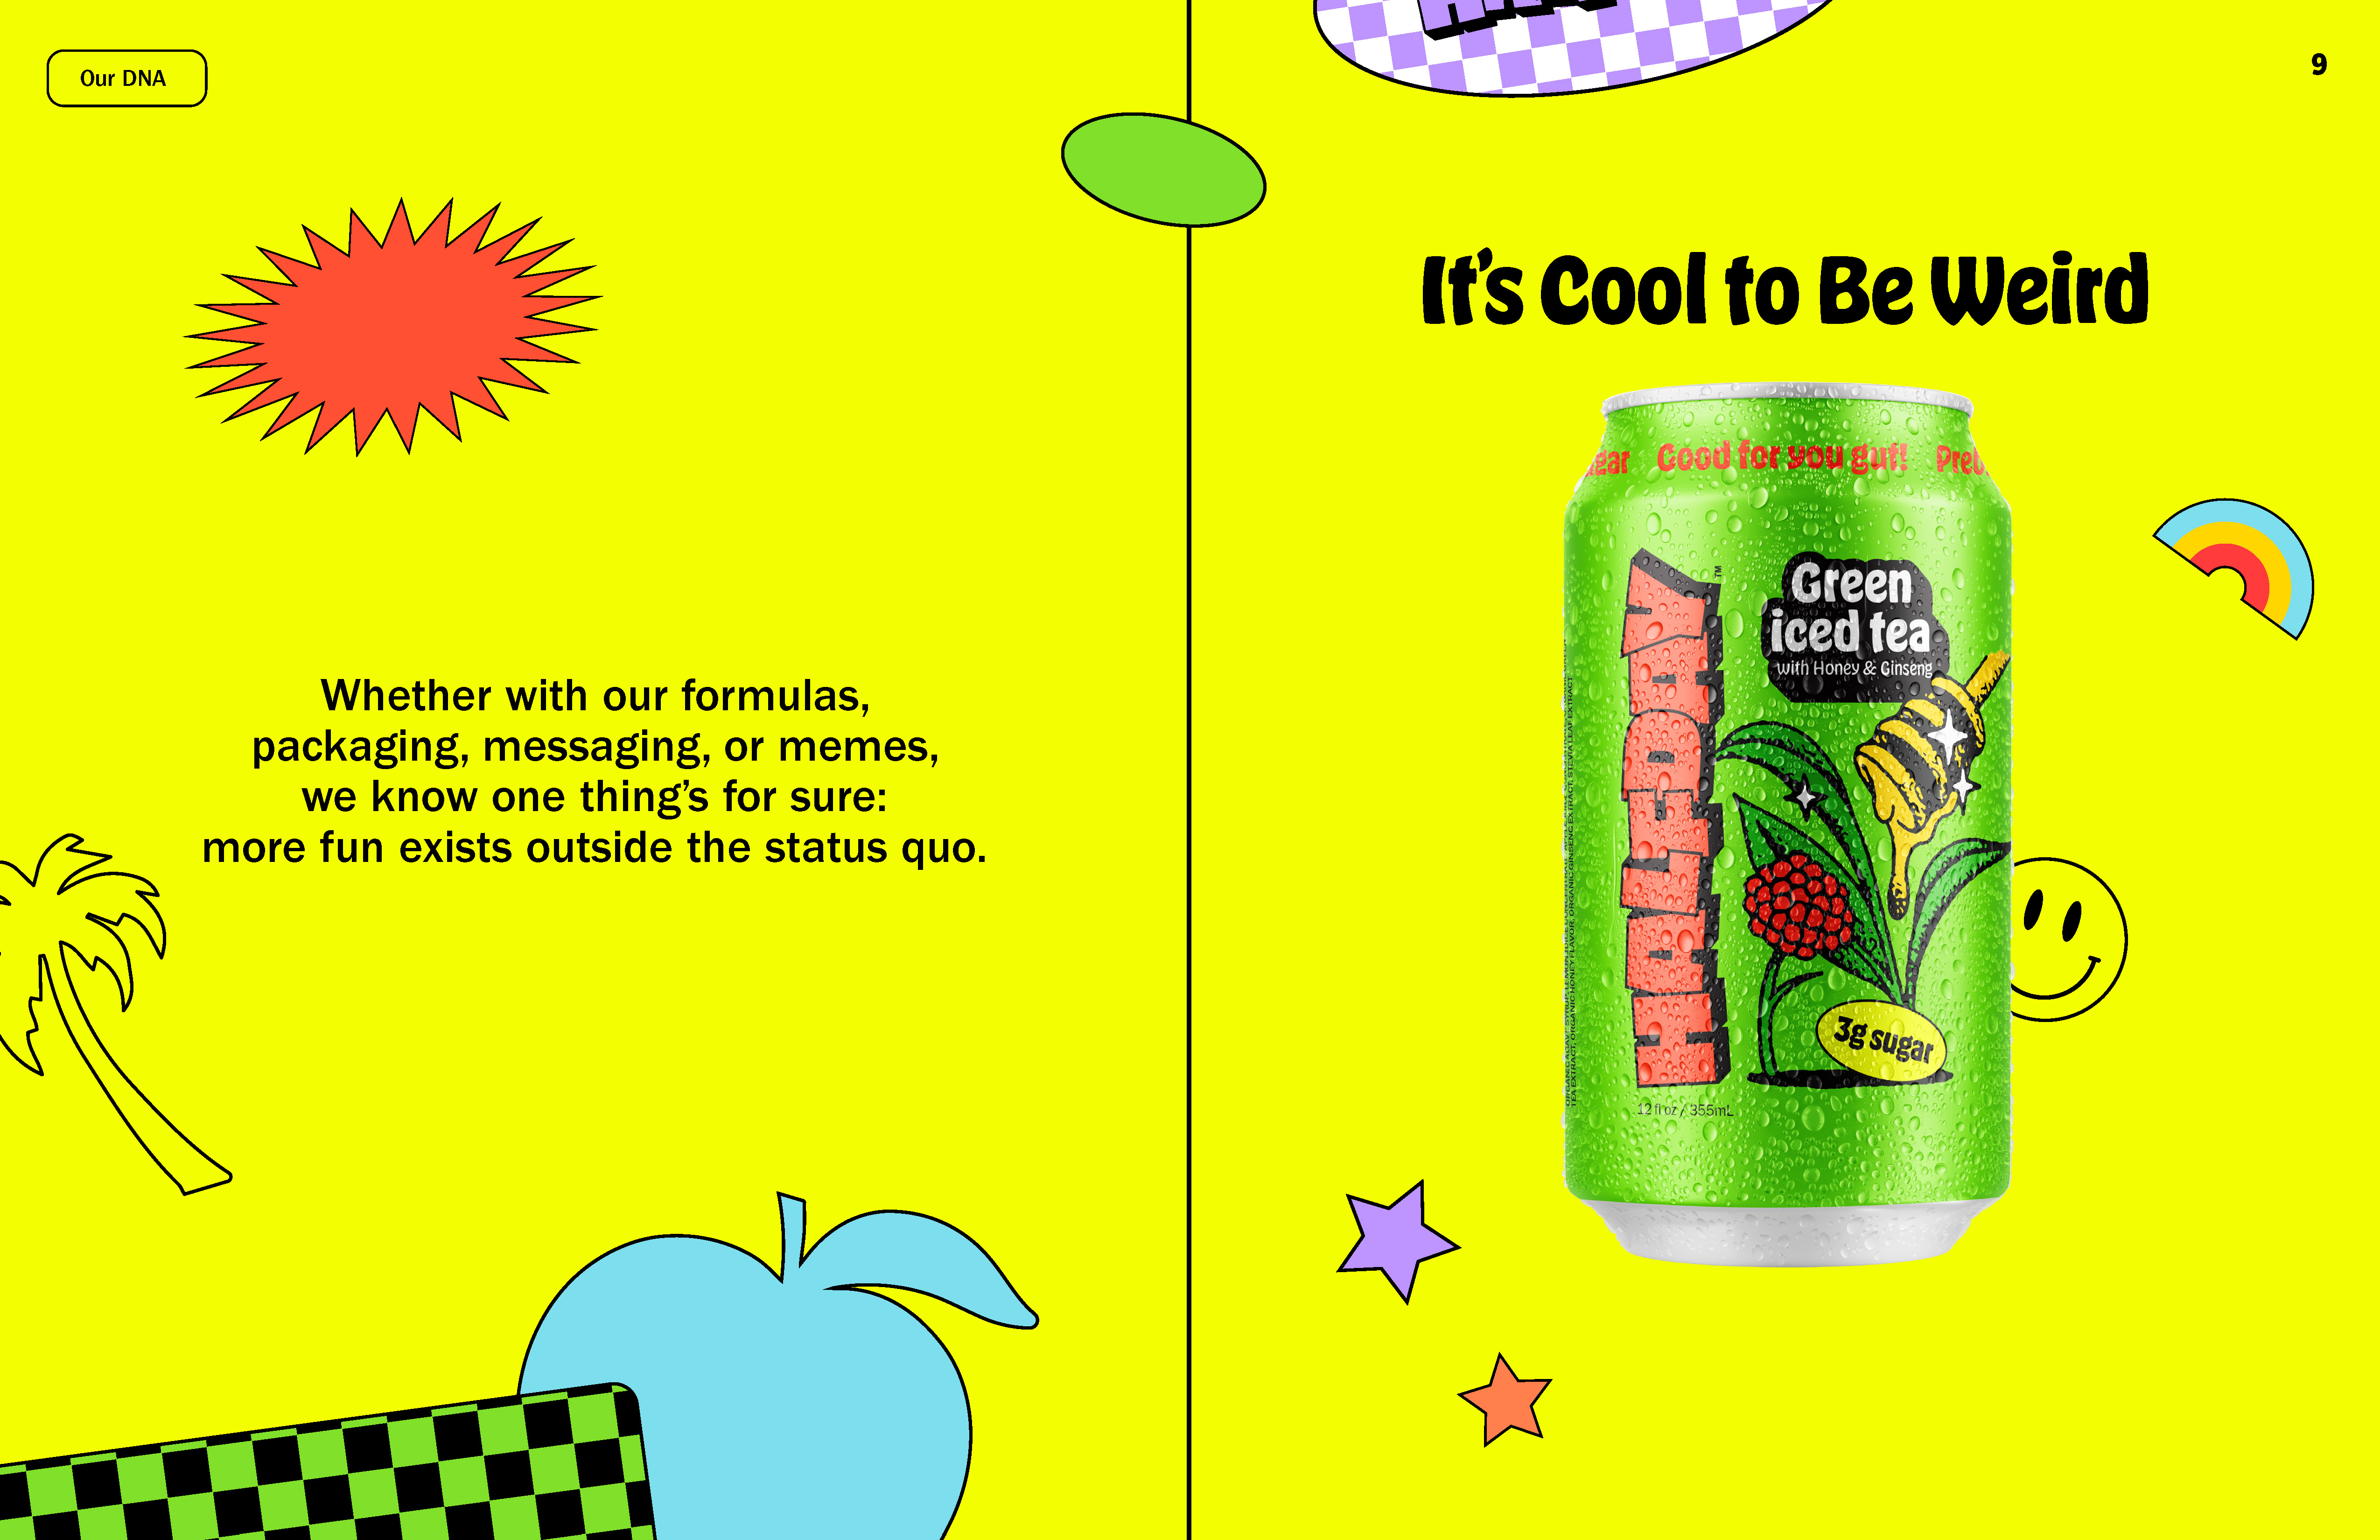 Our DNA
9
Whether with our formulas,
packaging, messaging, or memes,
we know one thing’s for sure:
more fun exists outside the status quo.
It’s Cool to Be Weird
Good for you gut!
HALFDAY
TM
Green
iced tea
with Honey & Ginseng
3g sugar
12 fl oz / 355mL